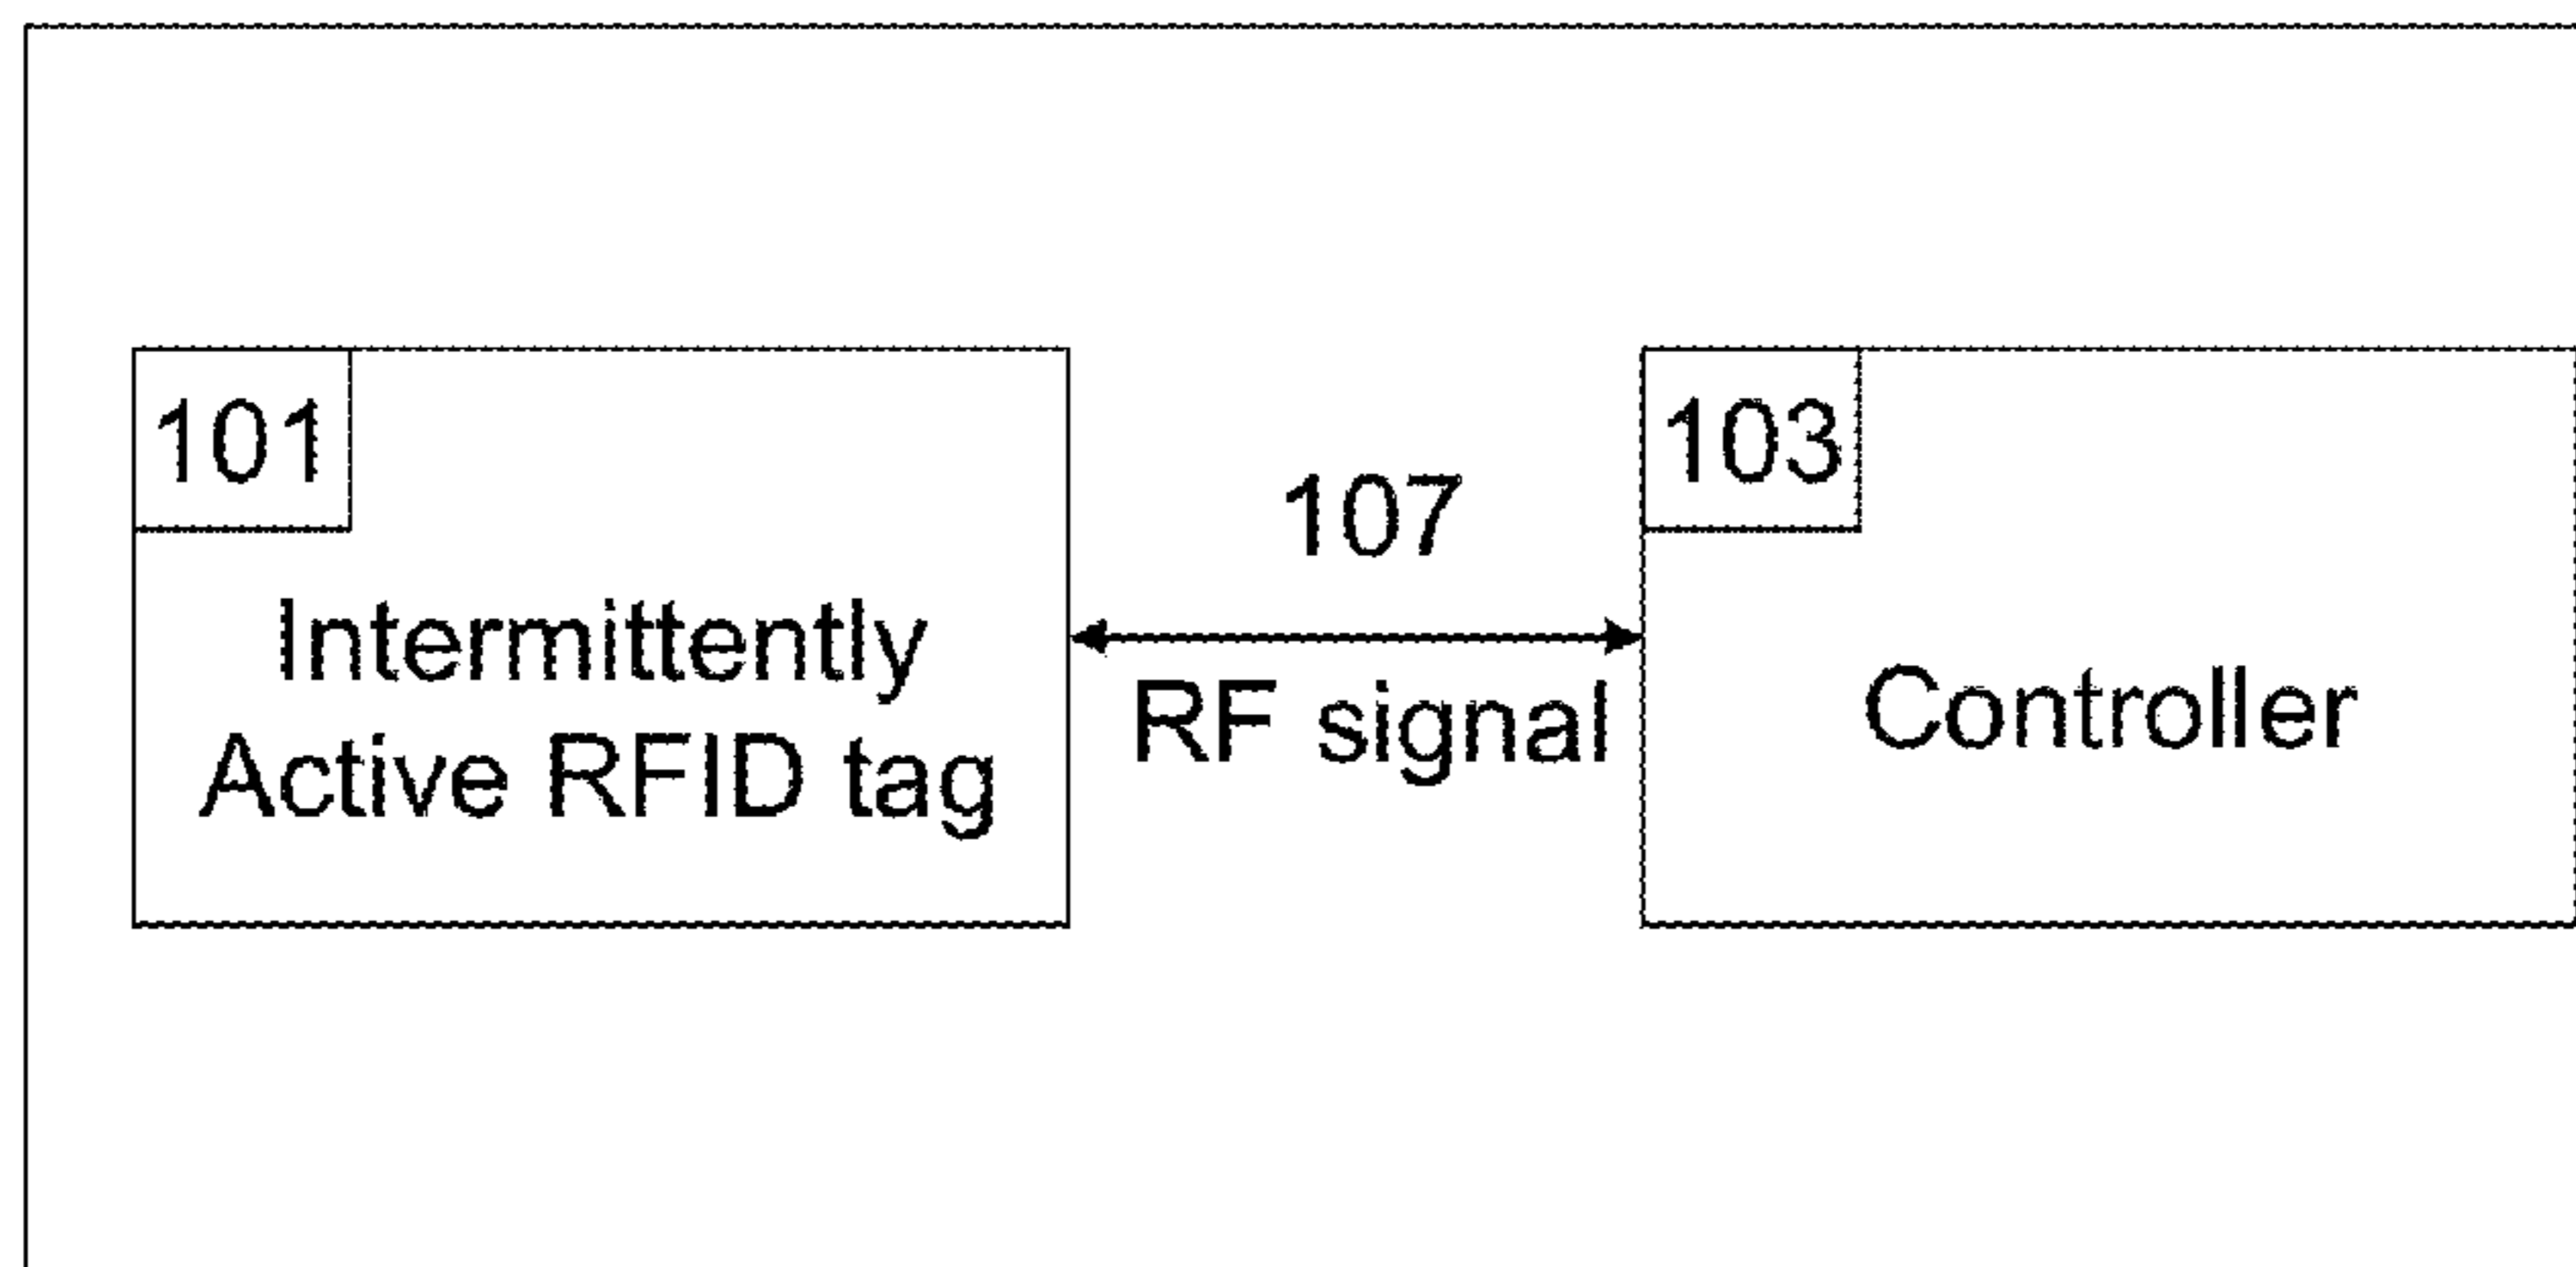 101
Intermittently
Active RFID tag
107
RF signal
103
Controller